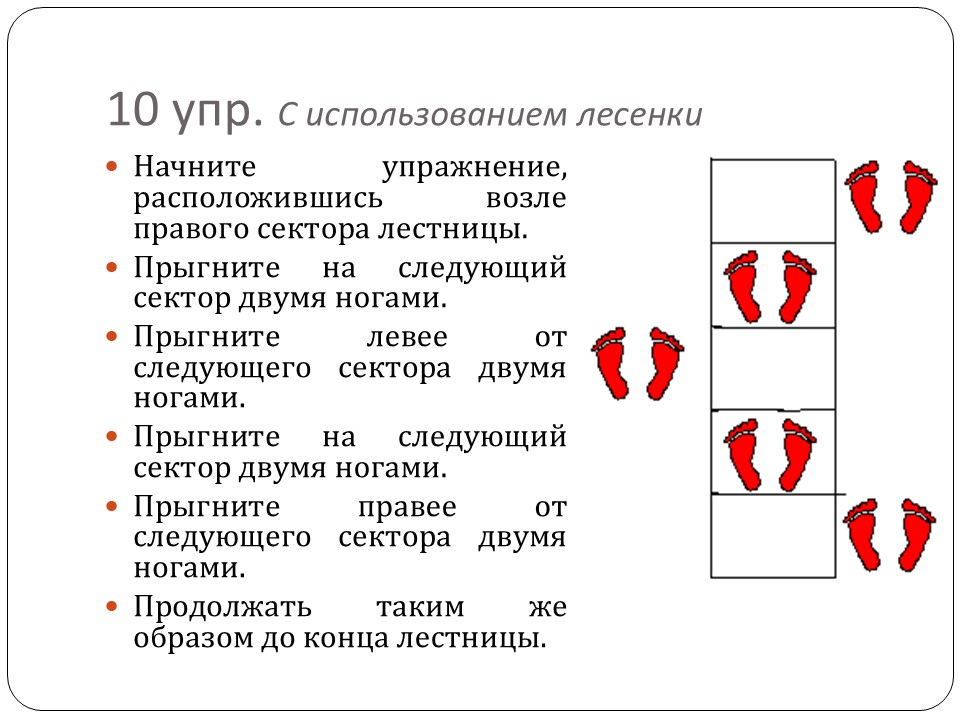 10 упр. С использованием лесенки
• Начните упражнение,
расположившись возле
правого сектора лестницы.
• Прыгните на следующий
сектор двумя ногами.
• Прыгните левее от
следующего сектора двумя
ногами.
• Прыгните на следующий
сектор двумя ногами.
• Прыгните правее от
следующего сектора двумя
ногами.
• Продолжать таким же
образом до конца лестницы.